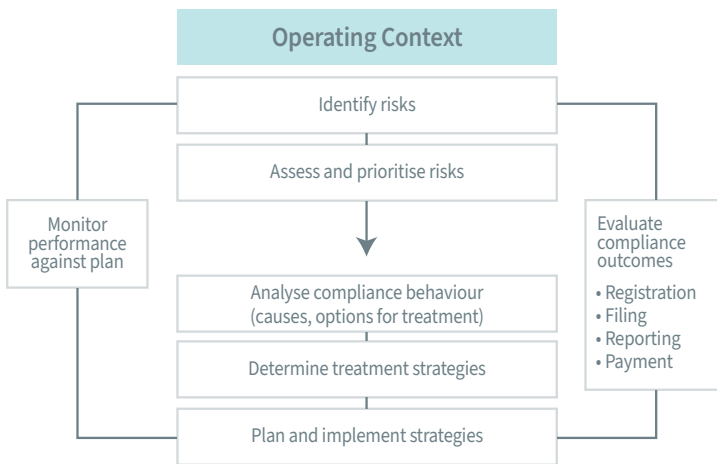 Operating Context
Identify risks
Assess and prioritise risks
Monitor
performance
against plan
Evaluate
compliance
outcomes
• Registration
• Filing
• Reporting
• Payment
Analyse compliance behaviour
(causes, options for treatment)
Determine treatment strategies
Plan and implement strategies